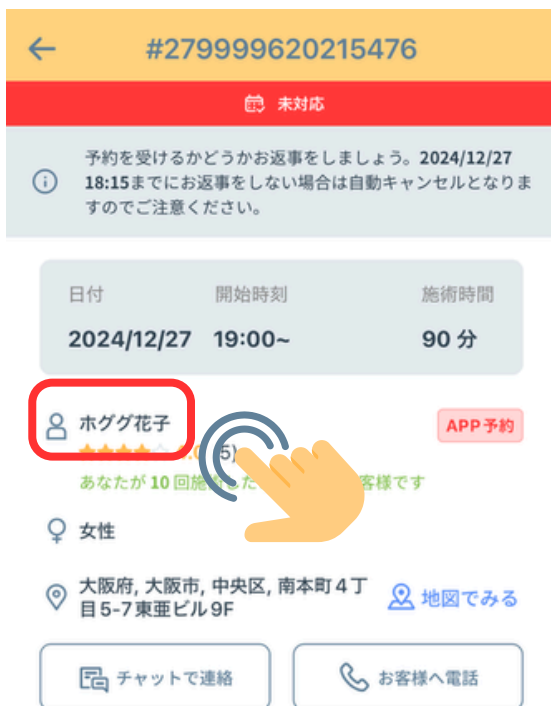 #279999620215476
未対応
予約を受けるかどうかお返事をしましょう。2024/12/27
18:15までにお返事をしない場合は自動キャンセルとなりま
すのでご注意ください。
日付 開始時刻 施術時間
2024/12/27 19:00~ 90 分
ホググ花子 APP予約
5)
あなたが 10 回施 客様です
女性
大阪府, 大阪市, 中央区, 南本町4丁
目5-7東亜ビル9F 地図でみる
チャットで連絡 お客様へ電話